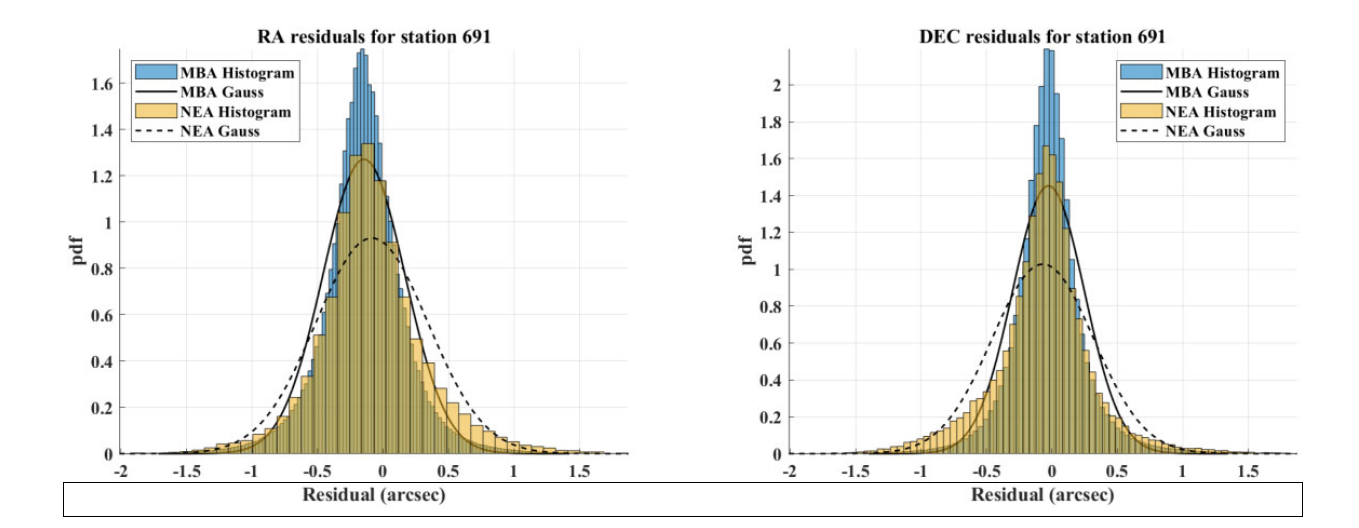 RA residuals for station 691
MBA Histogram
MBA Gauss
NEA Histogram
NEA Gauss
pdf
1.6
1.4
1.2
1
0.8
0.6
0.4
0.2
0
-2 -1.5 -1 -0.5 0 0.5 1 1.5
Residual (arcsec)
DEC residuals for station 691
MBA Histogram
MBA Gauss
NEA Histogram
NEA Gauss
pdf
2
1.8
1.6
1.4
1.2
1
0.8
0.6
0.4
0.2
0
-2 -1.5 -1 -0.5 0 0.5 1 1.5
Residual (arcsec)